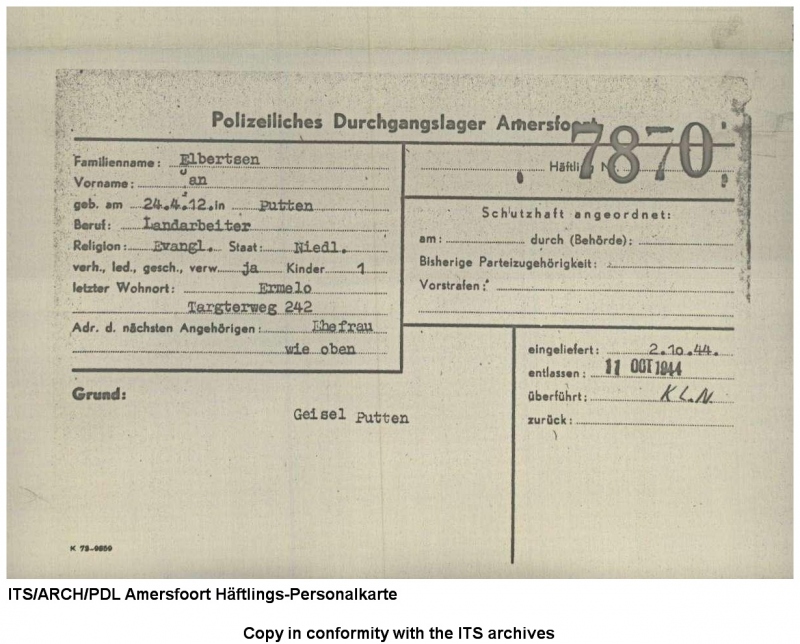 Polizeiliches Durchgangslager Amersfoort
7870
Familienname: Elbertsen
Vorname: Jan
geb. am 24.4.12. in Putten
Beruf: Landarbeiter
Religion: Evangl. Staat: Niedl.
verh., led., gesch., verw. ja Kinder 1
letzter Wohnort: Ermelo
Targterweg 242
Adr. d. nächsten Angehörigen: Ehefrau
wie oben
Häftling N
Schutzhaft angeordnet:
am: durch (Behörde):
Bisherige Parteizugehörigkeit:
Vorstrafen:
Grund:
Geisel Putten
eingeliefert: 2.10.44.
entlassen: 11 OCT 1944
überführt: K L. N.
zurück:
K 73-9859
ITS/ARCH/PDL Amersfoort Häftlings-Personalkarte
Copy in conformity with the ITS archives